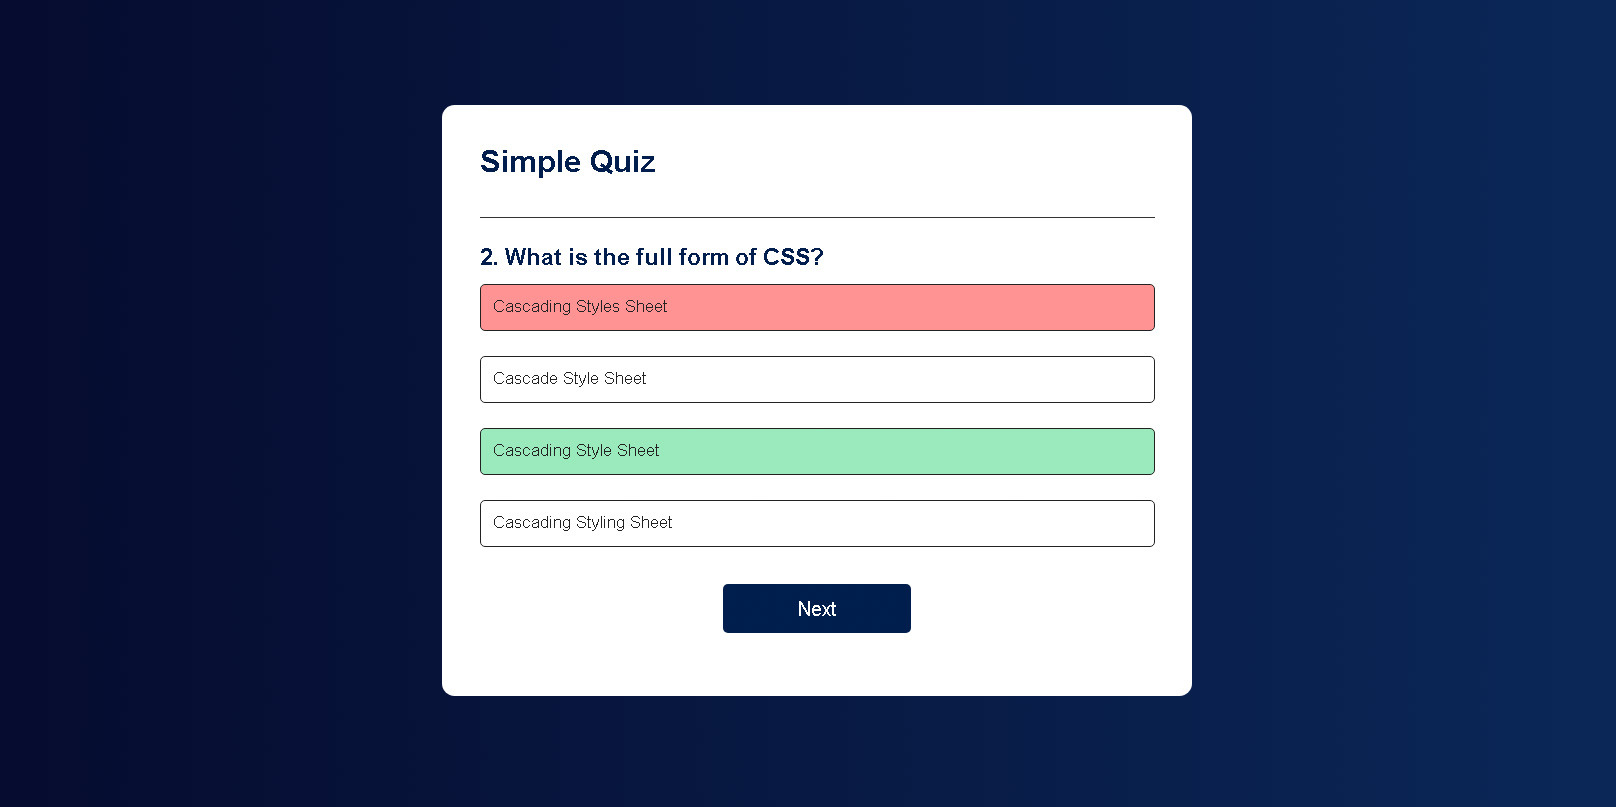 Simple Quiz
2. What is the full form of CSS?
Cascading Styles Sheet
Cascade Style Sheet
Cascading Style Sheet
Cascading Styling Sheet
Next